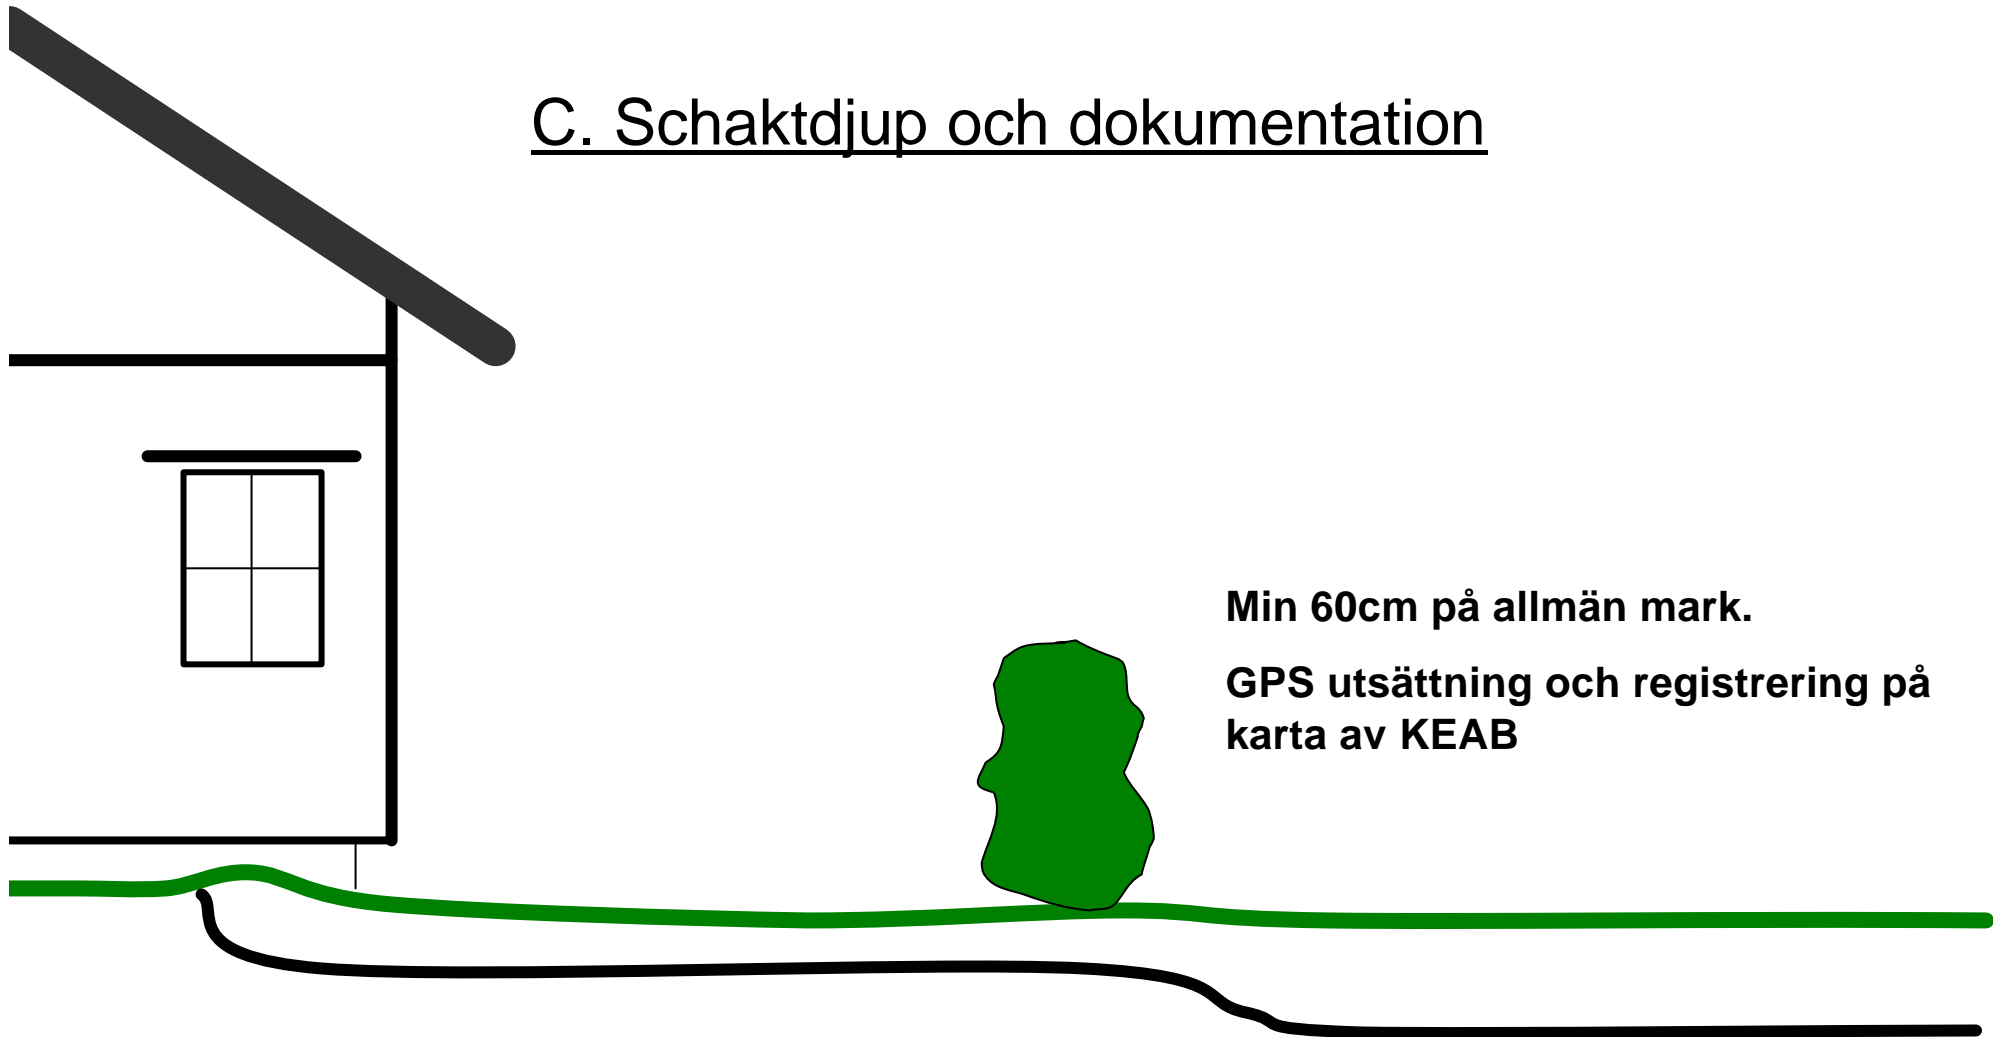 C. Schaktdjup och dokumentation
Min 60cm på allmän mark.
GPS utsättning och registrering på
karta av KEAB